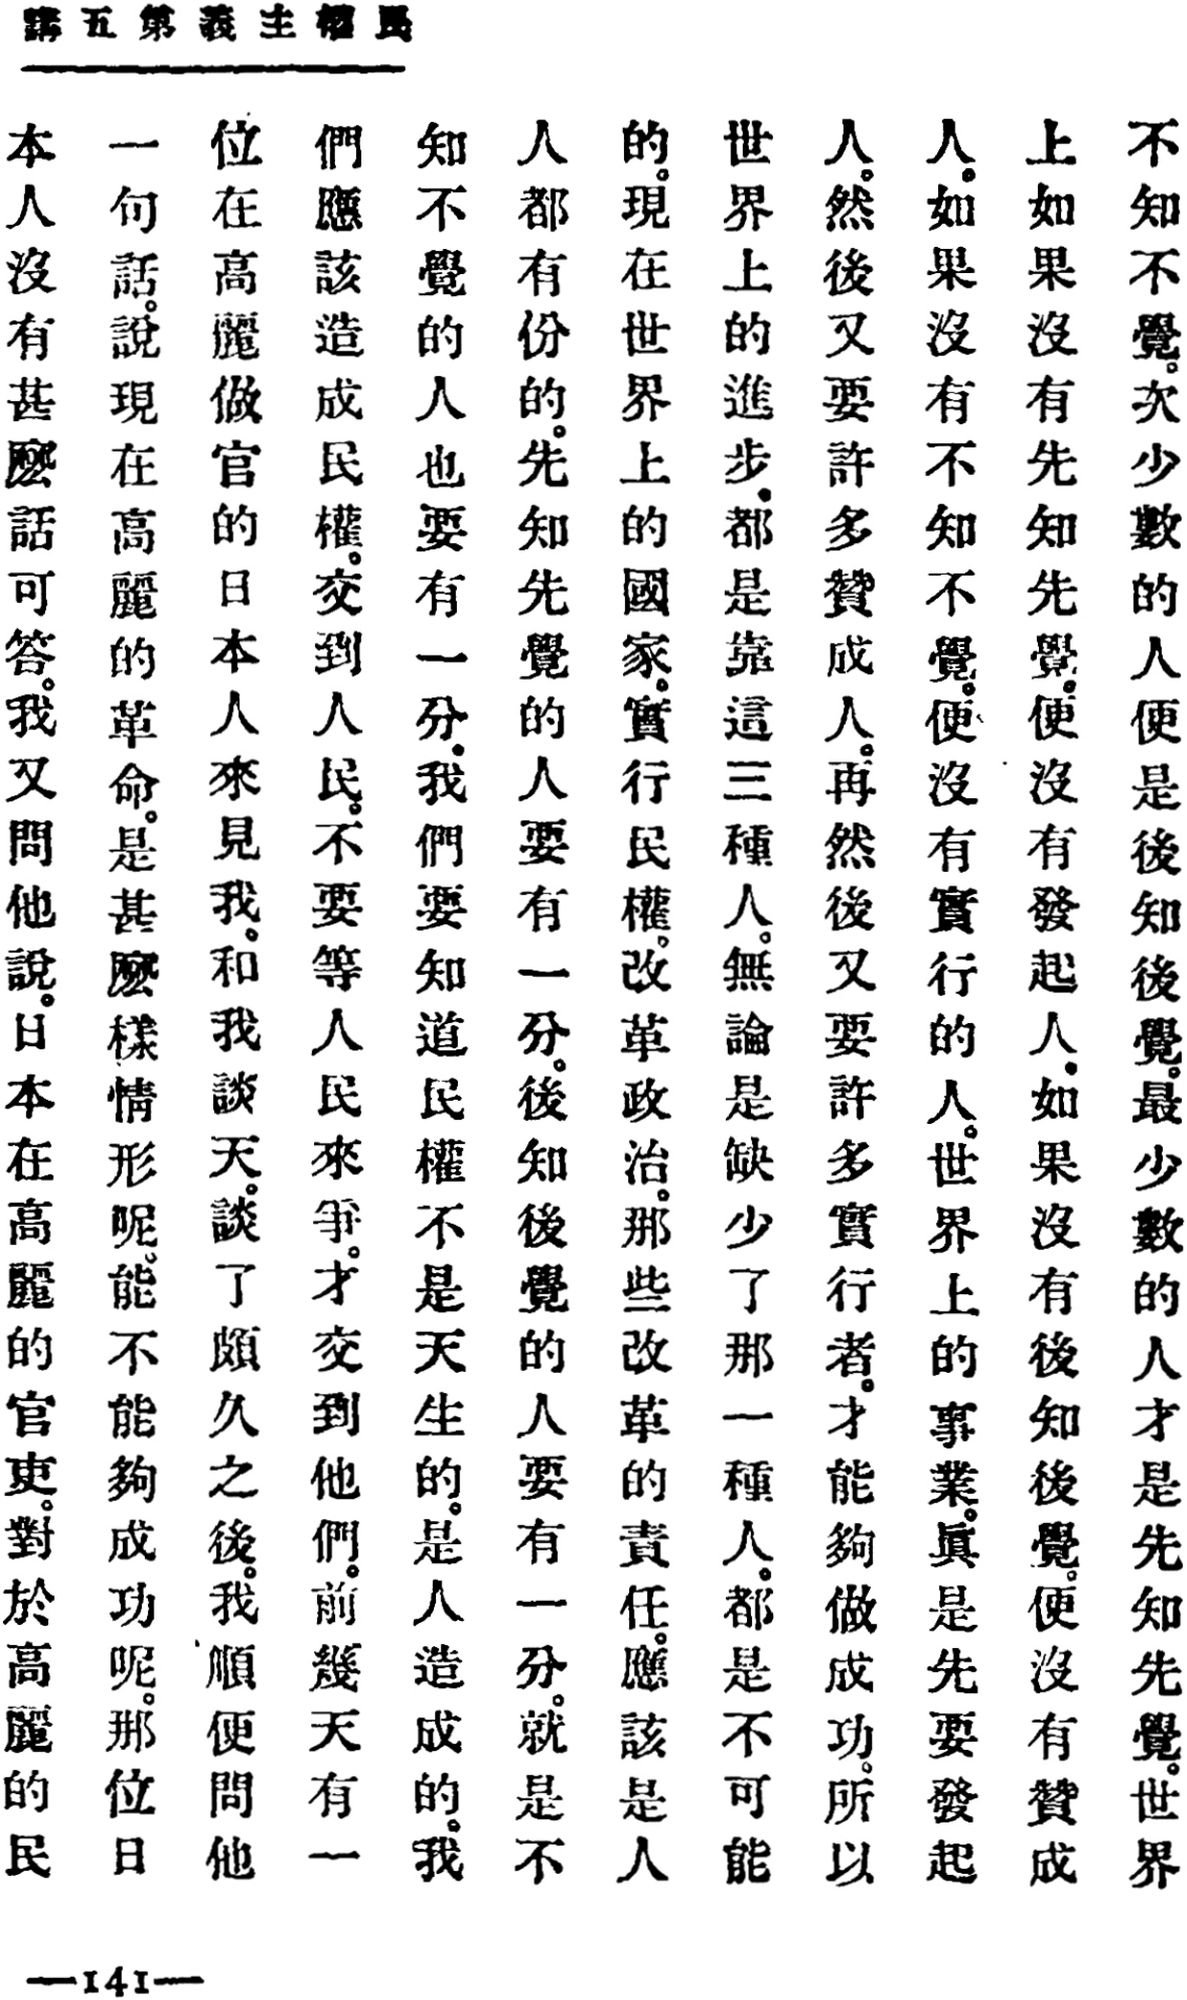 民權主義第五講
不知不覺。次少數的人便是後知後覺。最少數的人才是先知先覺。世界
上如果沒有先知先覺。便沒有發起人。如果沒有後知後覺。便沒有贊成
人。如果沒有不知不覺。便沒有實行的人。世界上的事業。眞是先要發起
人。然後又要許多贊成人。再然後又要許多實行者。才能夠做成功。所以
世界上的進步。都是靠這三種人。無論是缺少了那一種人。都是不可能
的。現在世界上的國家。實行民權。改革政治。那些改革的責任。應該是人
人都有份的。先知先覺的人要有一分。後知後覺的人要有一分。就是不
知不覺的人也要有一分。我們要知道民權不是天生的。是人造成的。我
們應該造成民權。交到人民。不要等人民來爭。才交到他們。前幾天有一
位在高麗做官的日本人來見我。和我談天。談了頗久之後。我順便問他
一句話。說現在高麗的革命。是甚麼樣情形呢。能不能夠成功呢。那位日
本人沒有甚麼話可答。我又問他說。日本在高麗的官吏。對於高麗的民
—141—